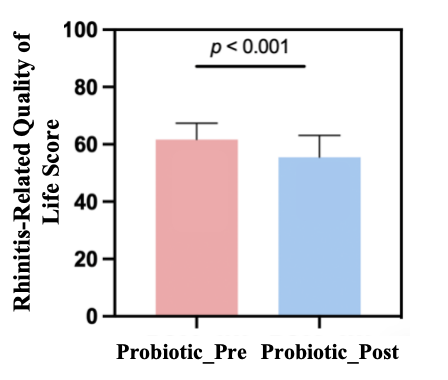 Rhinitis-Related Quality of
Life Score
100
80
60
40
20
0
p < 0.001
Probiotic_Pre Probiotic_Post